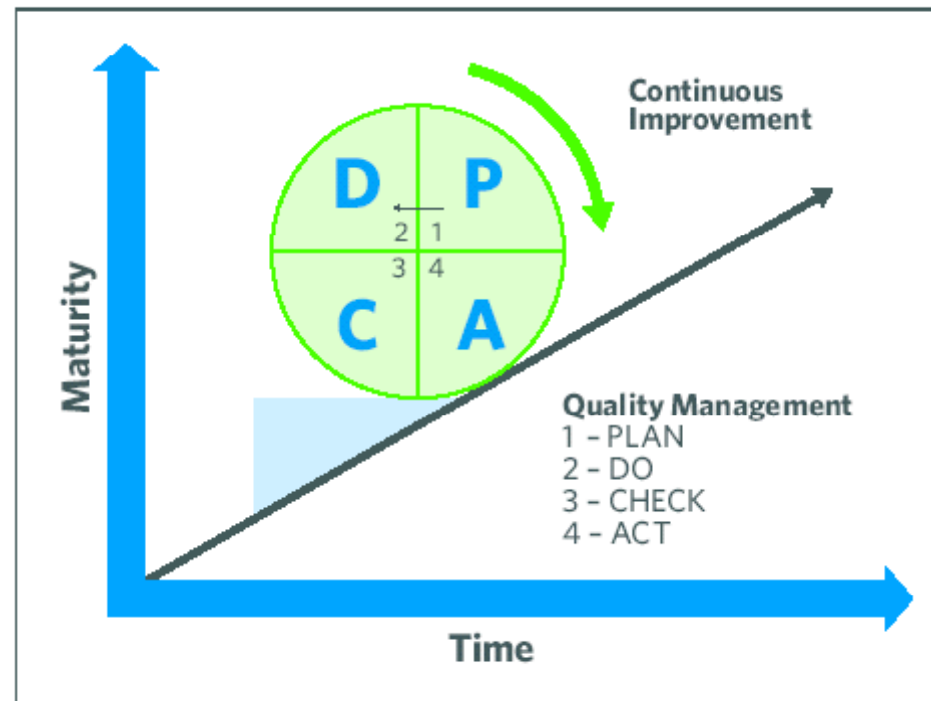 Continuous
Improvement
D P
2 1
3 4
C A
Maturity
Quality Management
1 – PLAN
2 – DO
3 – CHECK
4 – ACT
Time